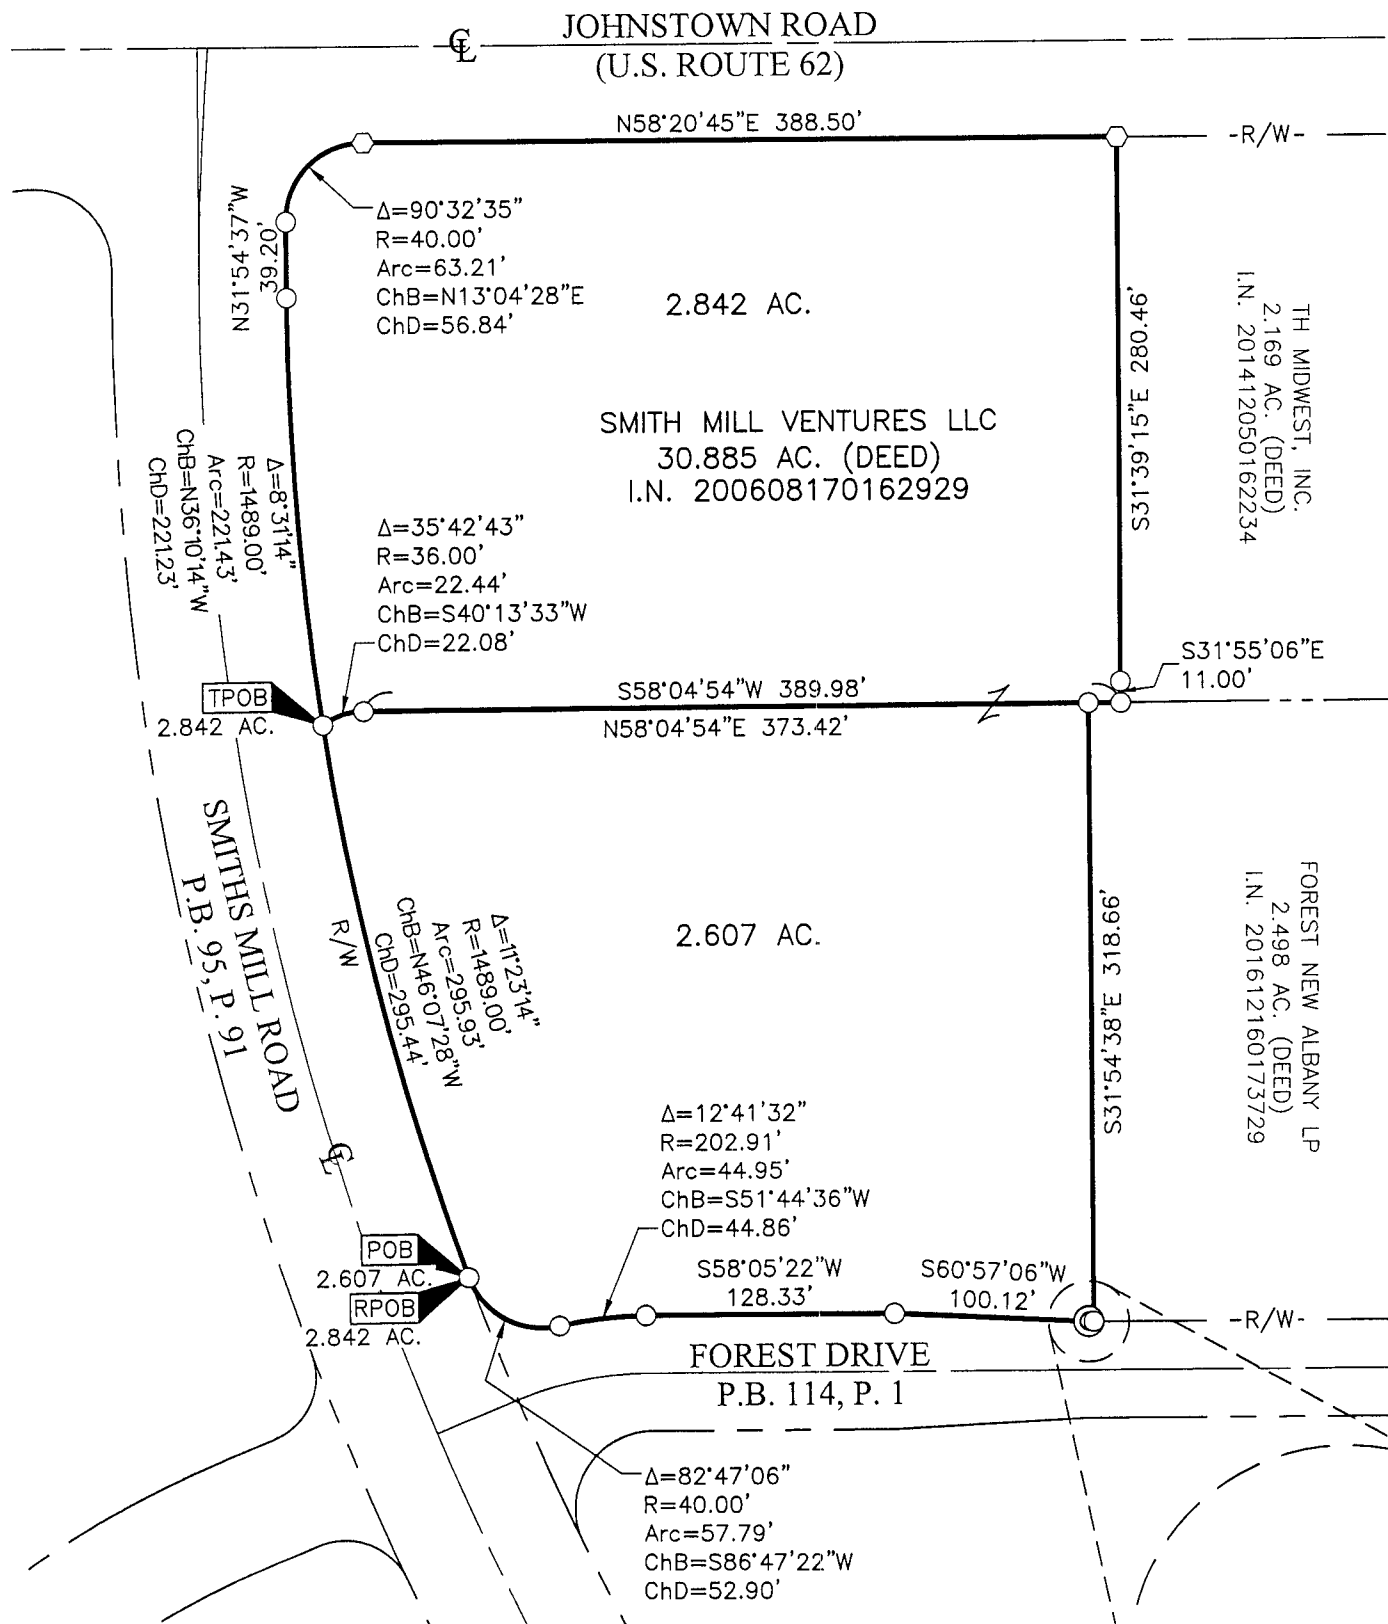 JOHNSTOWN ROAD
℄
(U.S. ROUTE 62)
N58°20'45"E 388.50'
-R/W-
N31°54'37"W
39.20'
Δ=90°32'35"
R=40.00'
Arc=63.21'
ChB=N13°04'28"E
ChD=56.84'
2.842 AC.
S31°39'15"E 280.46'
TH MIDWEST, INC.
2.169 AC. (DEED)
I.N. 201412050162234
SMITH MILL VENTURES LLC
30.885 AC. (DEED)
I.N. 200608170162929
Δ=8°31'14"
R=1489.00'
Arc=221.43'
ChB=N36°10'14"W
ChD=221.23'
Δ=35°42'43"
R=36.00'
Arc=22.44'
ChB=S40°13'33"W
ChD=22.08'
S31°55'06"E
11.00'
TPOB
2.842 AC.
S58°04'54"W 389.98'
N58°04'54"E 373.42'
SMITHS MILL ROAD
P.B. 95, P. 91
R/W
Δ=11°23'14"
R=1489.00'
Arc=295.93'
ChB=N46°07'28"W
ChD=295.44'
2.607 AC.
S31°54'38"E 318.66'
FOREST NEW ALBANY LP
2.498 AC. (DEED)
I.N. 201612160173729
Δ=12°41'32"
R=202.91'
Arc=44.95'
ChB=S51°44'36"W
ChD=44.86'
℄
POB
2.607 AC.
RPOB
2.842 AC.
S58°05'22"W
128.33'
S60°57'06"W
100.12'
-R/W-
FOREST DRIVE
P.B. 114, P. 1
Δ=82°47'06"
R=40.00'
Arc=57.79'
ChB=S86°47'22"W
ChD=52.90'